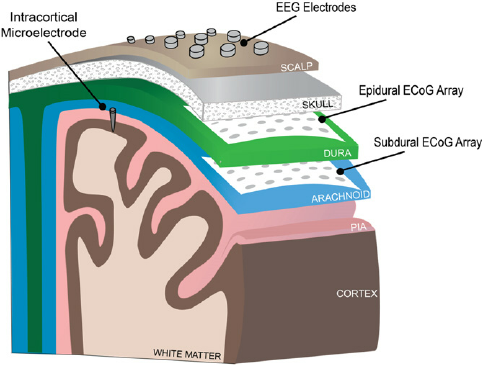 EEG Electrodes
Intracortical
Microelectrode
SCALP
Epidural ECoG Array
SKULL
Subdural ECoG Array
DURA
ARACHNOID
PIA
CORTEX
WHITE MATTER